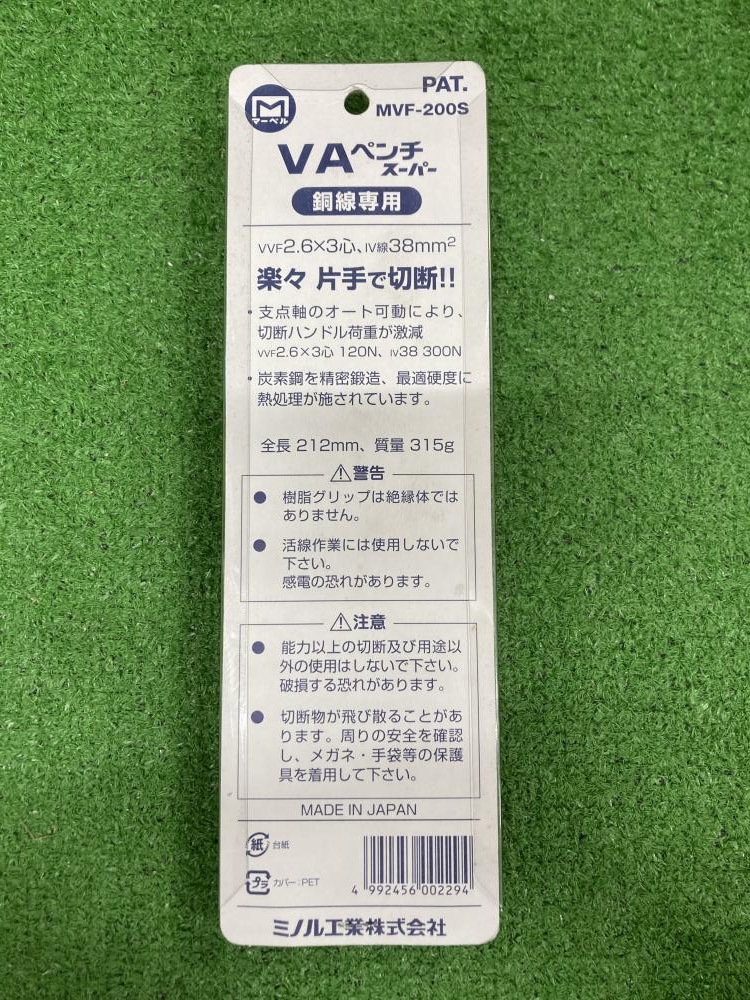 M
マーベル
PAT.
MVF-200S
VAペンチ
スーパー
銅線専用
VVF2.6×3心、IV線38mm²
楽々 片手で切断!!
・支点軸のオート可動により、
切断ハンドル荷重が激減
VVF2.6×3心 120N、IV38 300N
・炭素鋼を精密鍛造、最適硬度に
熱処理が施されています。
全長 212mm、質量 315g
⚠警告
● 樹脂グリップは絶縁体では
ありません。
● 活線作業には使用しないで
下さい。
感電の恐れがあります。
⚠注意
● 能力以上の切断及び用途以
外の使用はしないで下さい。
破損する恐れがあります。
● 切断物が飛び散ることがあ
ります。周りの安全を確認
し、メガネ・手袋等の保護
具を着用して下さい。
MADE IN JAPAN
紙 台紙
プラ カバー:PET
4 992456 002294
ミノル工業株式会社